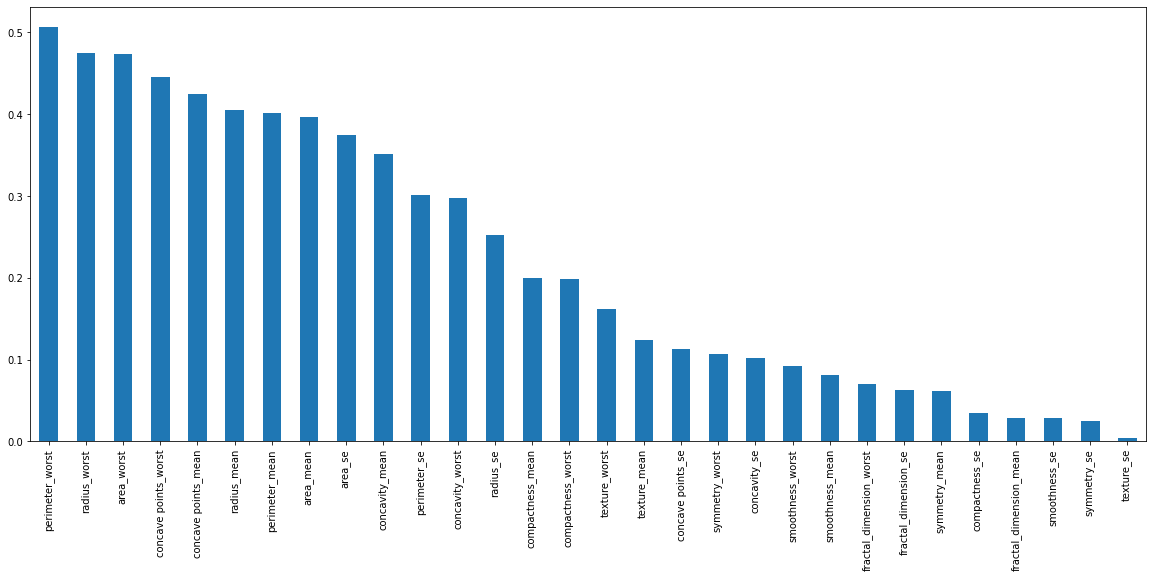 0.5
0.4
0.3
0.2
0.1
0.0
perimeter_worst
radius_worst
area_worst
concave points_worst
concave points_mean
radius_mean
perimeter_mean
area_mean
area_se
concavity_mean
perimeter_se
concavity_worst
radius_se
compactness_mean
compactness_worst
texture_worst
texture_mean
concave points_se
symmetry_worst
concavity_se
smoothness_worst
smoothness_mean
fractal_dimension_worst
fractal_dimension_se
symmetry_mean
compactness_se
fractal_dimension_mean
smoothness_se
symmetry_se
texture_se